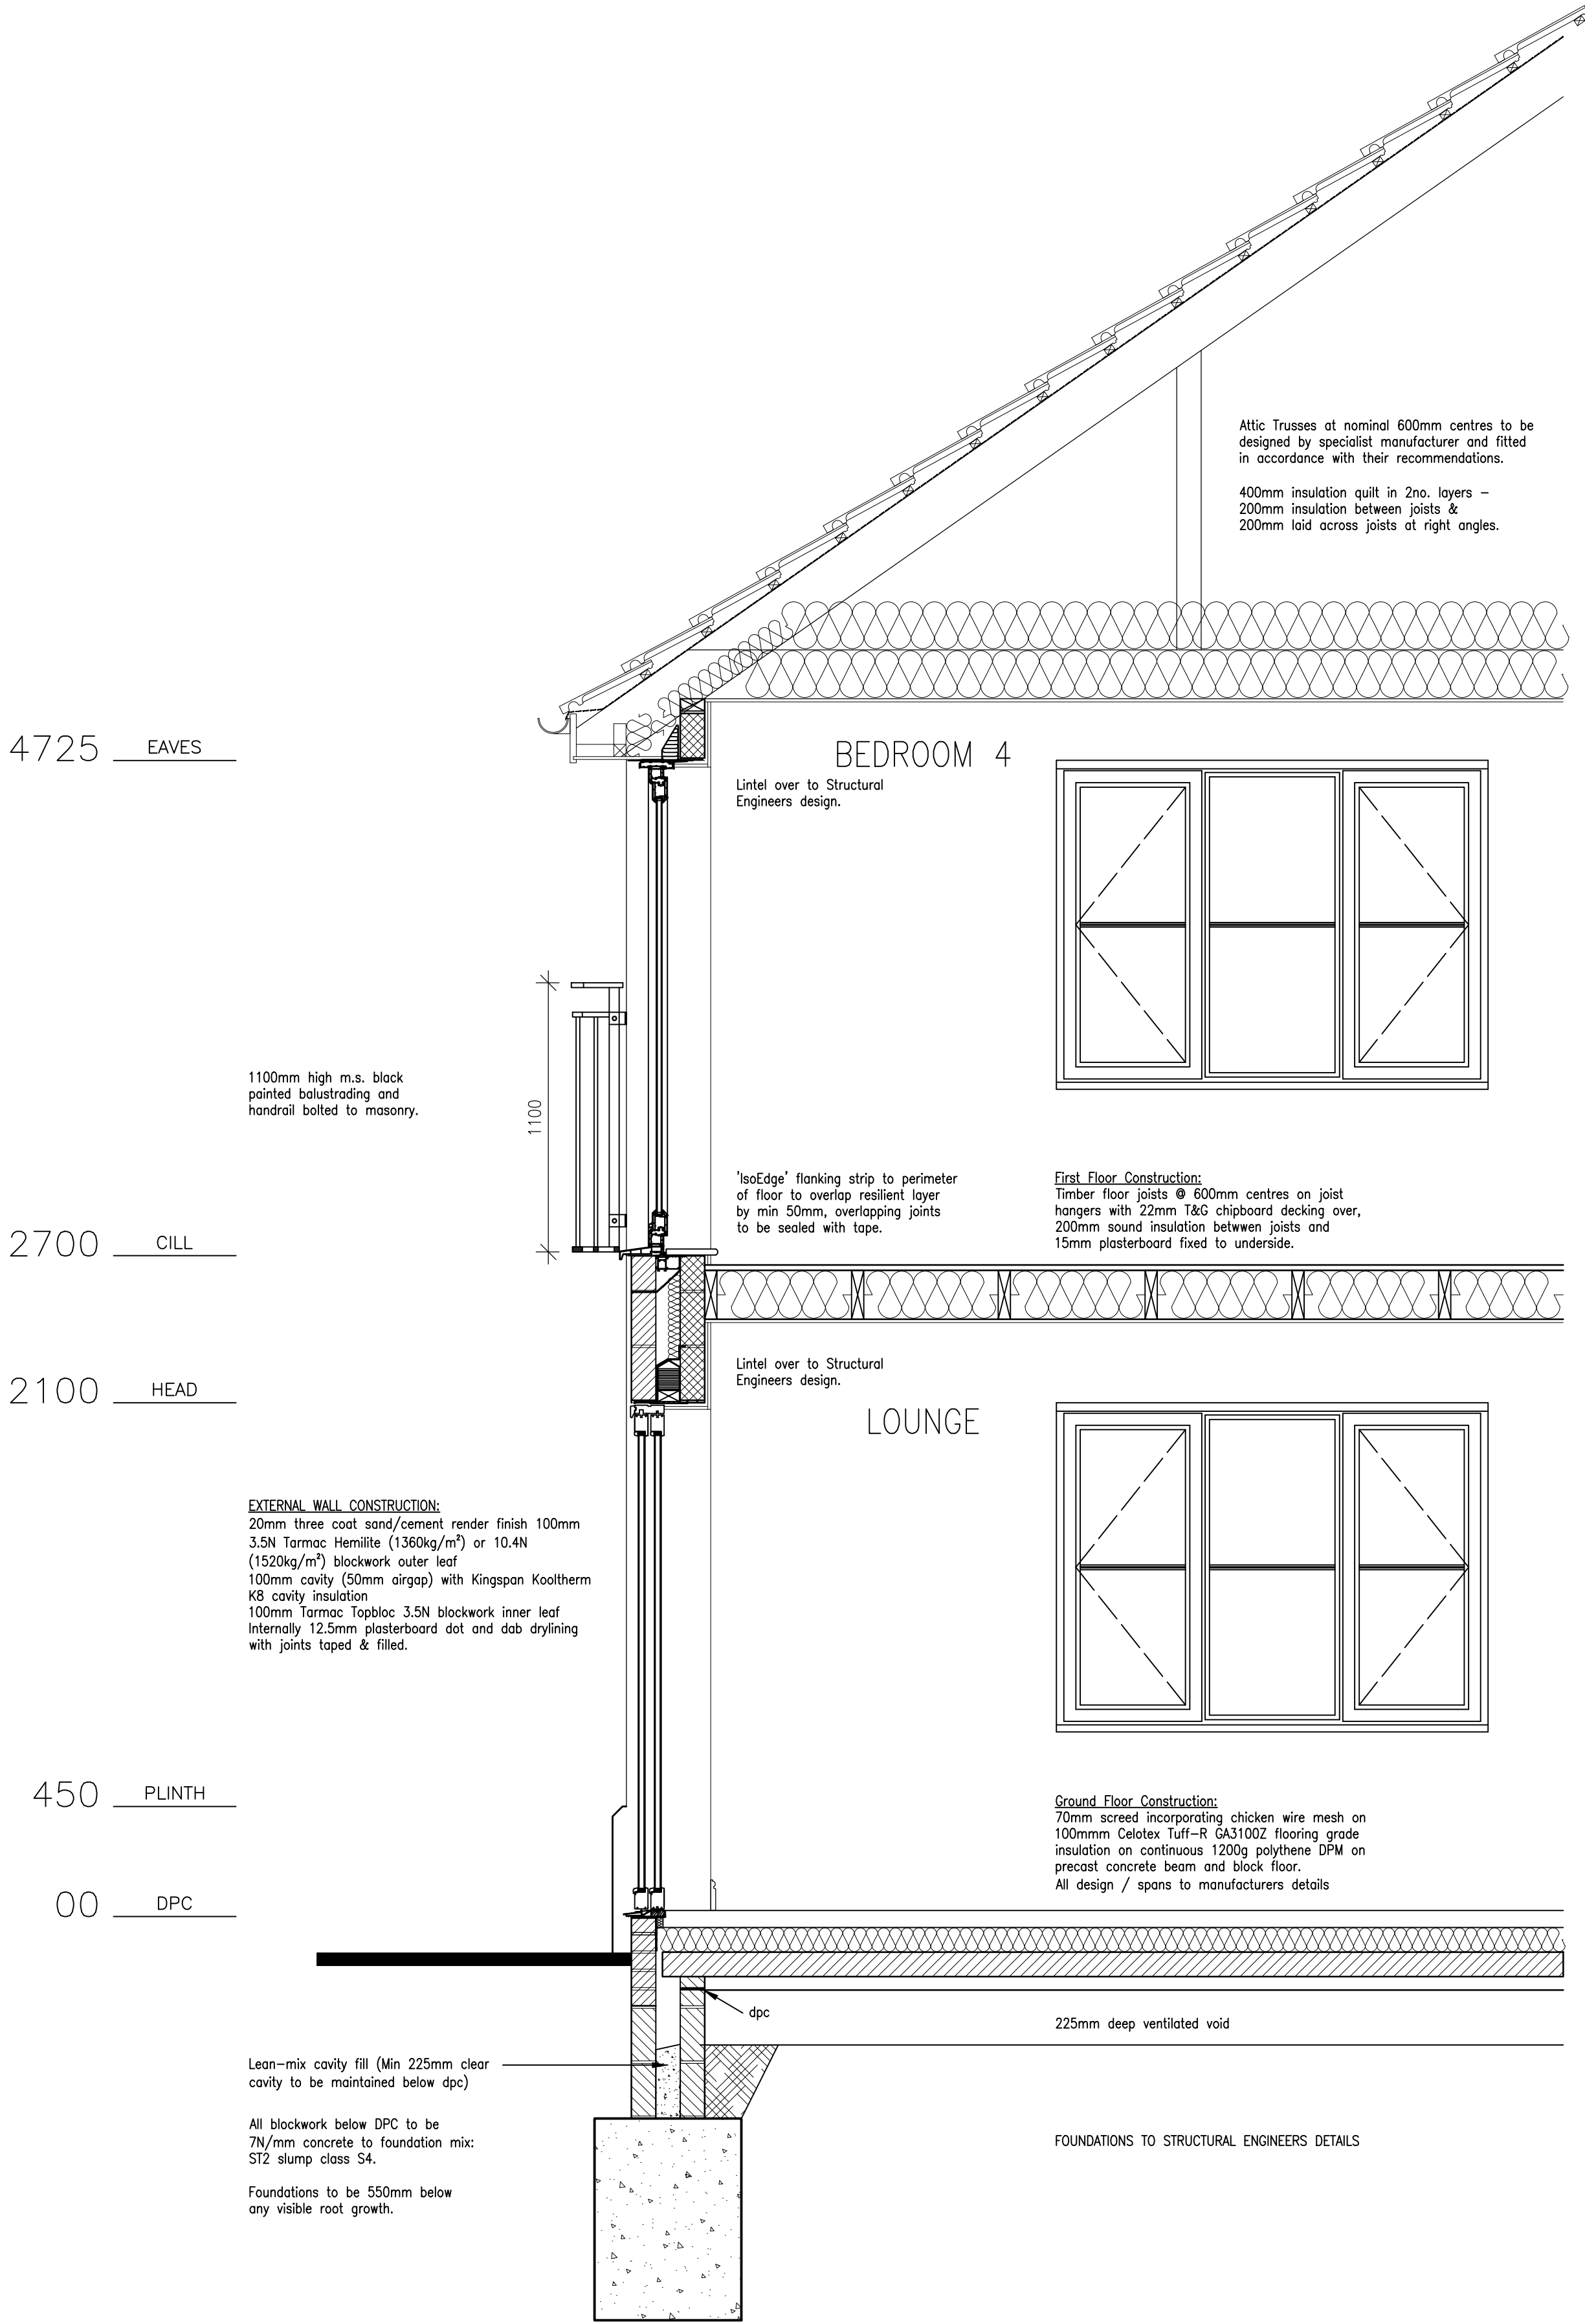 Attic Trusses at nominal 600mm centres to be
designed by specialist manufacturer and fitted
in accordance with their recommendations.
400mm insulation quilt in 2no. layers –
200mm insulation between joists &
200mm laid across joists at right angles.
4725 EAVES
BEDROOM 4
Lintel over to Structural
Engineers design.
1100mm high m.s. black
painted balustrading and
handrail bolted to masonry.
1100
'IsoEdge' flanking strip to perimeter
of floor to overlap resilient layer
by min 50mm, overlapping joints
to be sealed with tape.
First Floor Construction:
Timber floor joists @ 600mm centres on joist
hangers with 22mm T&G chipboard decking over,
200mm sound insulation betwwen joists and
15mm plasterboard fixed to underside.
2700 CILL
Lintel over to Structural
Engineers design.
2100 HEAD
LOUNGE
EXTERNAL WALL CONSTRUCTION:
20mm three coat sand/cement render finish 100mm
3.5N Tarmac Hemilite (1360kg/m²) or 10.4N
(1520kg/m²) blockwork outer leaf
100mm cavity (50mm airgap) with Kingspan Kooltherm
K8 cavity insulation
100mm Tarmac Topbloc 3.5N blockwork inner leaf
Internally 12.5mm plasterboard dot and dab drylining
with joints taped & filled.
450 PLINTH
Ground Floor Construction:
70mm screed incorporating chicken wire mesh on
100mmm Celotex Tuff–R GA3100Z flooring grade
insulation on continuous 1200g polythene DPM on
precast concrete beam and block floor.
All design / spans to manufacturers details
00 DPC
dpc
225mm deep ventilated void
Lean–mix cavity fill (Min 225mm clear
cavity to be maintained below dpc)
All blockwork below DPC to be
7N/mm concrete to foundation mix:
ST2 slump class S4.
FOUNDATIONS TO STRUCTURAL ENGINEERS DETAILS
Foundations to be 550mm below
any visible root growth.